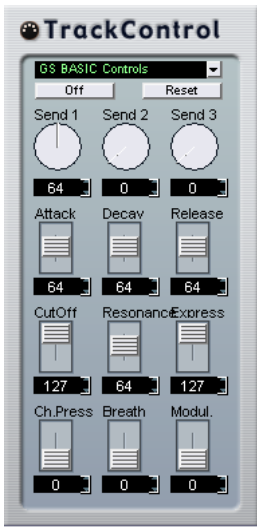 TrackControl
GS BASIC Controls
Off Reset
Send 1 Send 2 Send 3
64 0 0
Attack Decay Release
64 64 64
CutOff Resonance Express
127 64 127
Ch.Press Breath Modul.
0 0 0